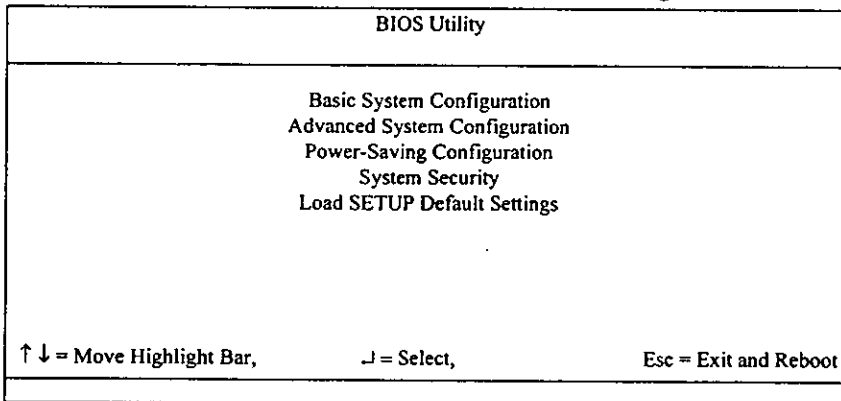 BIOS Utility
Basic System Configuration
Advanced System Configuration
Power-Saving Configuration
System Security
Load SETUP Default Settings
↑ ↓ = Move Highlight Bar, ↵ = Select, Esc = Exit and Reboot